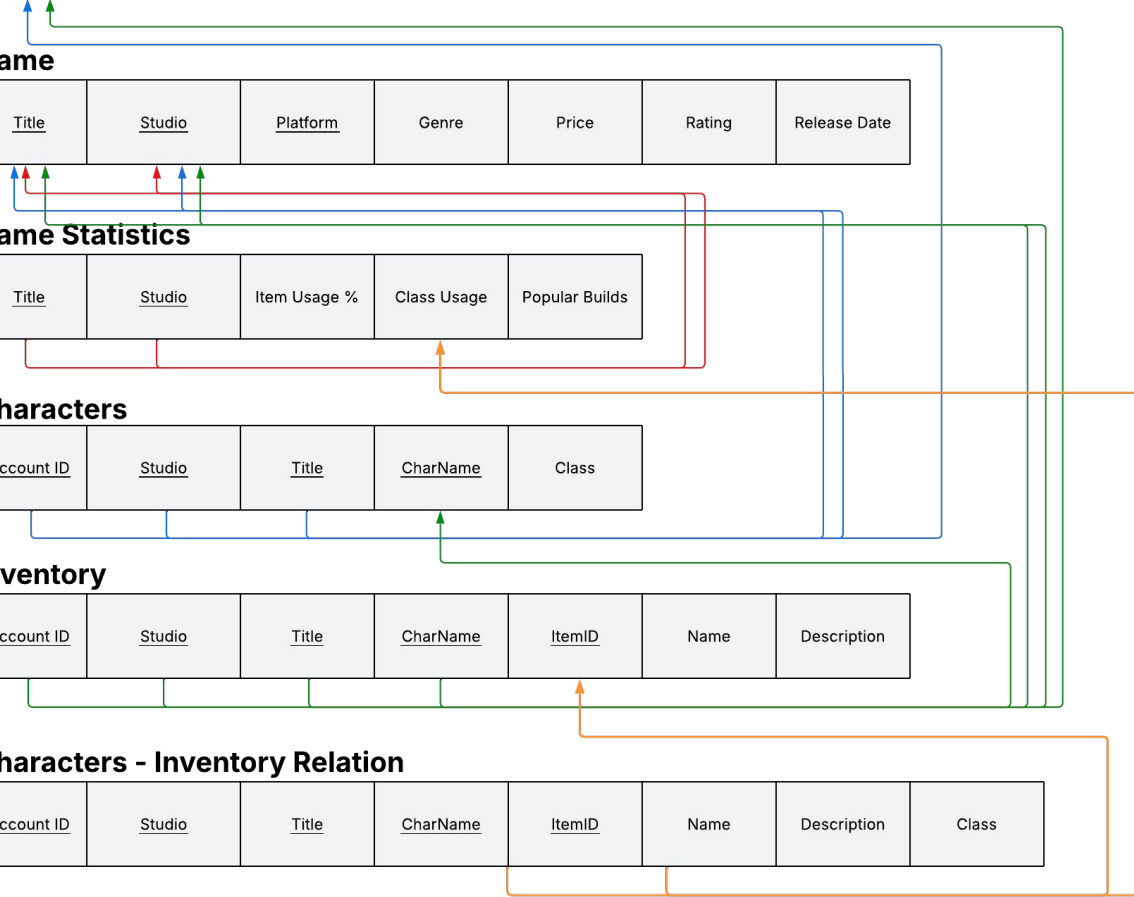 ame
Title Studio Platform Genre Price Rating Release Date
ame Statistics
Title Studio Item Usage % Class Usage Popular Builds
haracters
ccount ID Studio Title CharName Class
ventory
ccount ID Studio Title CharName ItemID Name Description
haracters - Inventory Relation
ccount ID Studio Title CharName ItemID Name Description Class